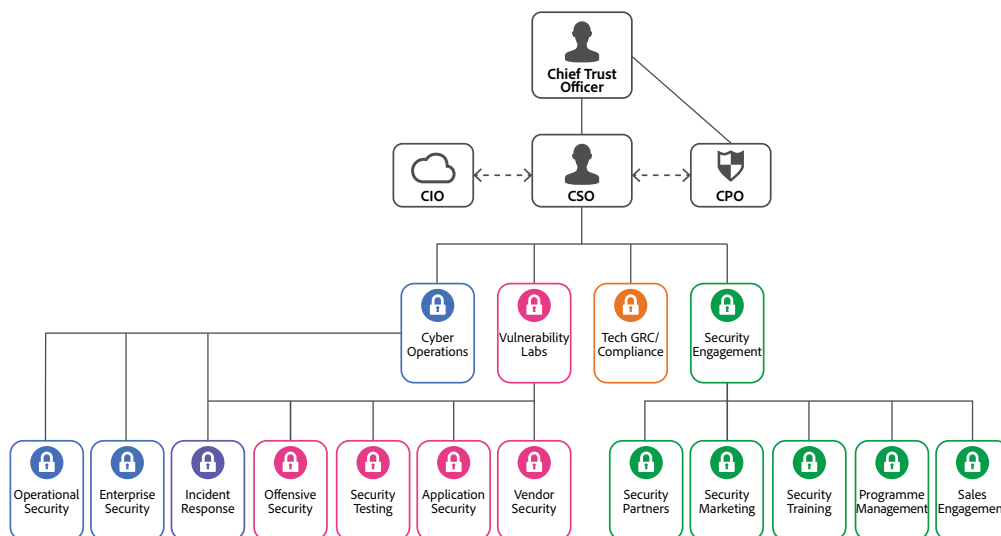 Chief Trust
Officer
CIO
CSO
CPO
Cyber
Operations
Vulnerability
Labs
Tech GRC/
Compliance
Security
Engagement
Operational
Security
Enterprise
Security
Incident
Response
Offensive
Security
Security
Testing
Application
Security
Vendor
Security
Security
Partners
Security
Marketing
Security
Training
Programme
Management
Sales
Engagement